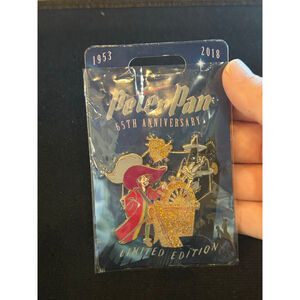 1953 2018
Peter Pan
65TH ANNIVERSARY
LIMITED EDITION